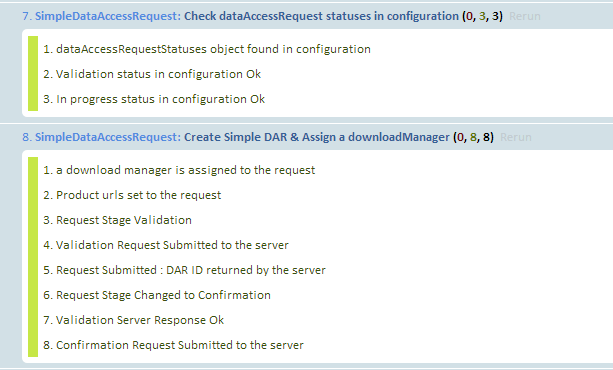 7. SimpleDataAccessRequest: Check dataAccessRequest statuses in configuration (0, 3, 3) Rerun
1. dataAccessRequestStatuses object found in configuration
2. Validation status in configuration Ok
3. In progress status in configuration Ok
8. SimpleDataAccessRequest: Create Simple DAR & Assign a downloadManager (0, 8, 8) Rerun
1. a download manager is assigned to the request
2. Product urls set to the request
3. Request Stage Validation
4. Validation Request Submitted to the server
5. Request Submitted : DAR ID returned by the server
6. Request Stage Changed to Confirmation
7. Validation Server Response Ok
8. Confirmation Request Submitted to the server